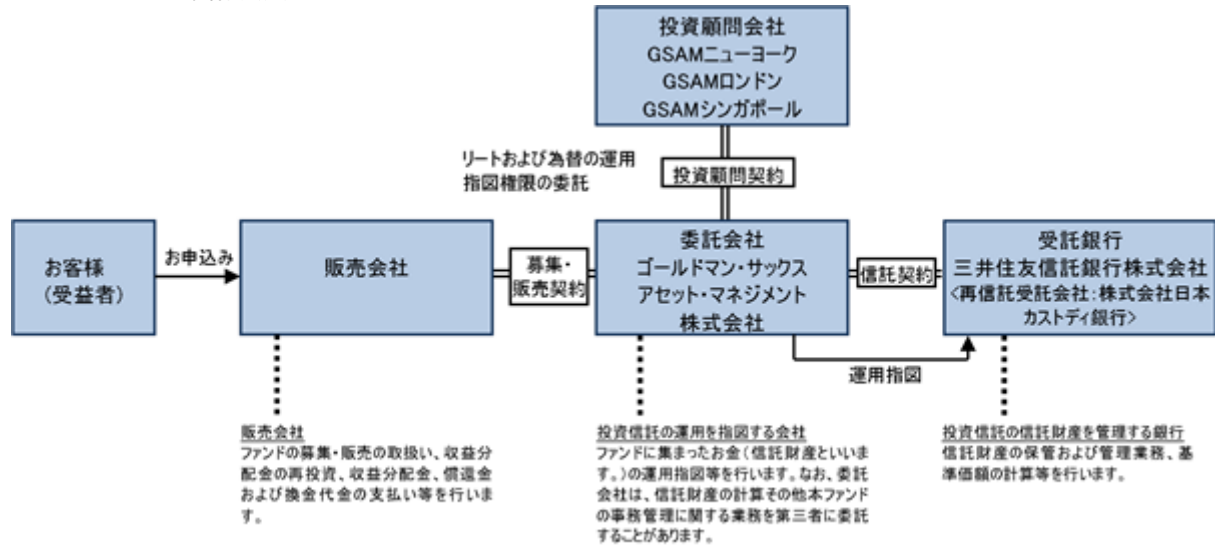 投資顧問会社
GSAMニューヨーク
GSAMロンドン
GSAMシンガポール
リートおよび為替の運用
指図権限の委託
投資顧問契約
お客様
（受益者）
お申込み
販売会社
募集・
販売契約
委託会社
ゴールドマン・サックス
アセット・マネジメント
株式会社
信託契約
受託銀行
三井住友信託銀行株式会社
<再信託受託会社：株式会社日本
カストディ銀行>
運用指図
販売会社
ファンドの募集・販売の取扱い、収益分
配金の再投資、収益分配金、償還金
および換金代金の支払い等を行いま
す。
投資信託の運用を指図する会社
ファンドに集まったお金（信託財産といいま
す。）の運用指図等を行います。なお、委託
会社は、信託財産の計算その他本ファンド
の事務管理に関する業務を第三者に委託
することがあります。
投資信託の信託財産を管理する銀行
信託財産の保管および管理業務、基
準価額の計算等を行います。